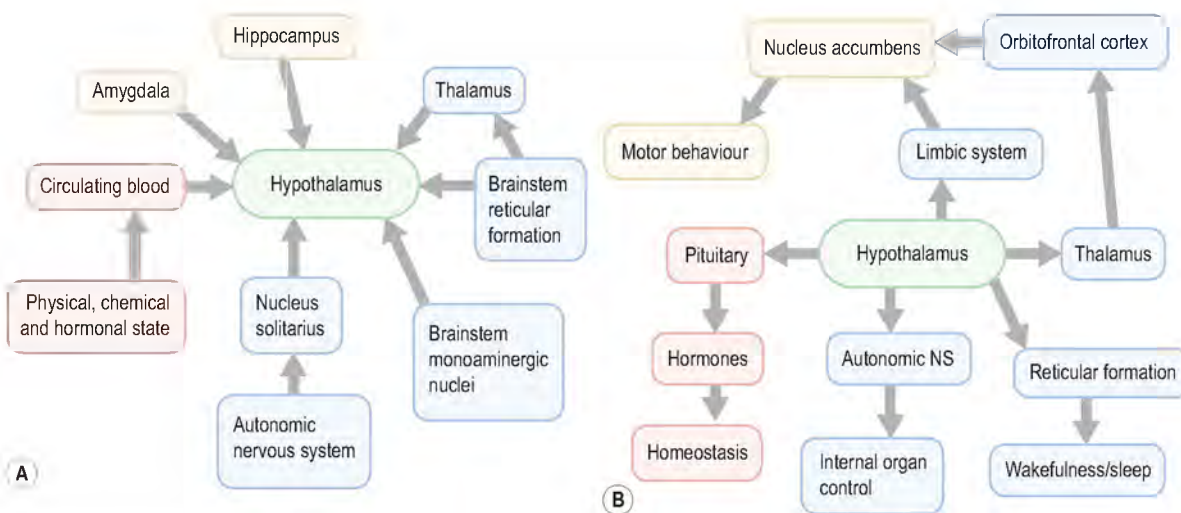 Hippocampus
Amygdala
Thalamus
Circulating blood
Hypothalamus
Brainstem
reticular
formation
Physical, chemical
and hormonal state
Nucleus
solitarius
Brainstem
monoaminergic
nuclei
Autonomic
nervous system
A
Nucleus accumbens
Orbitofrontal cortex
Motor behaviour
Limbic system
Pituitary
Hypothalamus
Thalamus
Hormones
Autonomic NS
Reticular formation
Homeostasis
Internal organ
control
Wakefulness/sleep
B